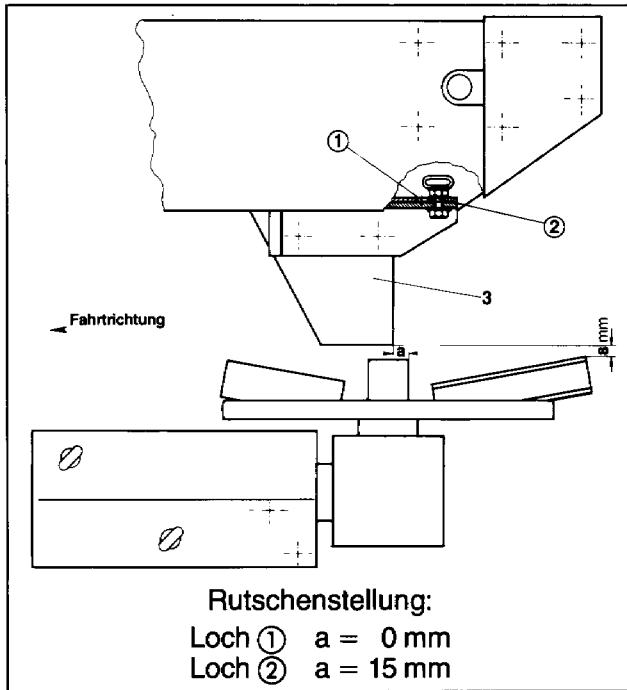 ①
②
3
Fahrtrichtung
a
8 mm
Rutschenstellung:
Loch ① a = 0 mm
Loch ② a = 15 mm